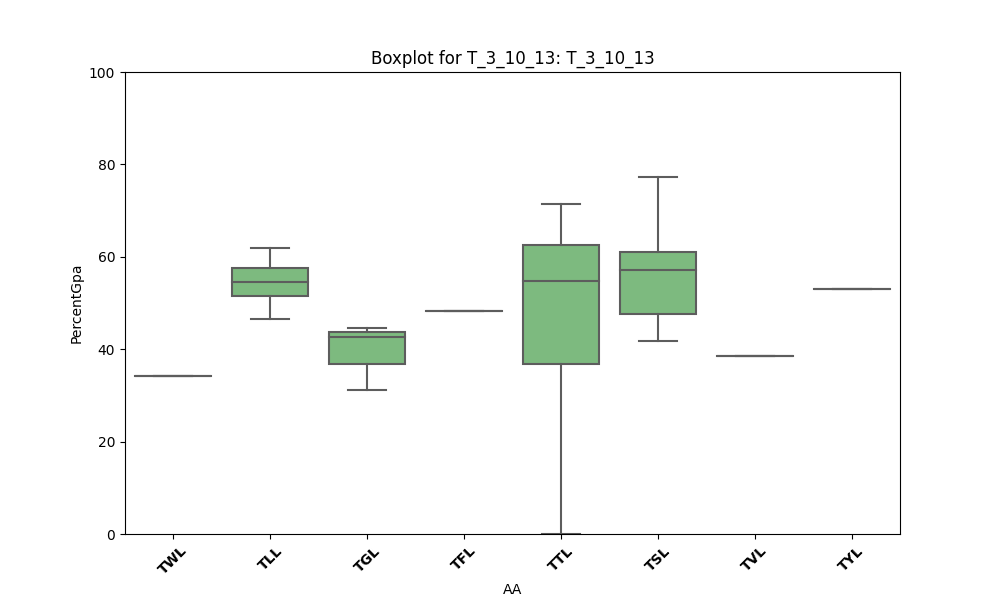 Boxplot for T_3_10_13: T_3_10_13
100
80
60
40
20
0
PercentGpa
TWL
TLL
TGL
TFL
TTL
TSL
TVL
TYL
AA